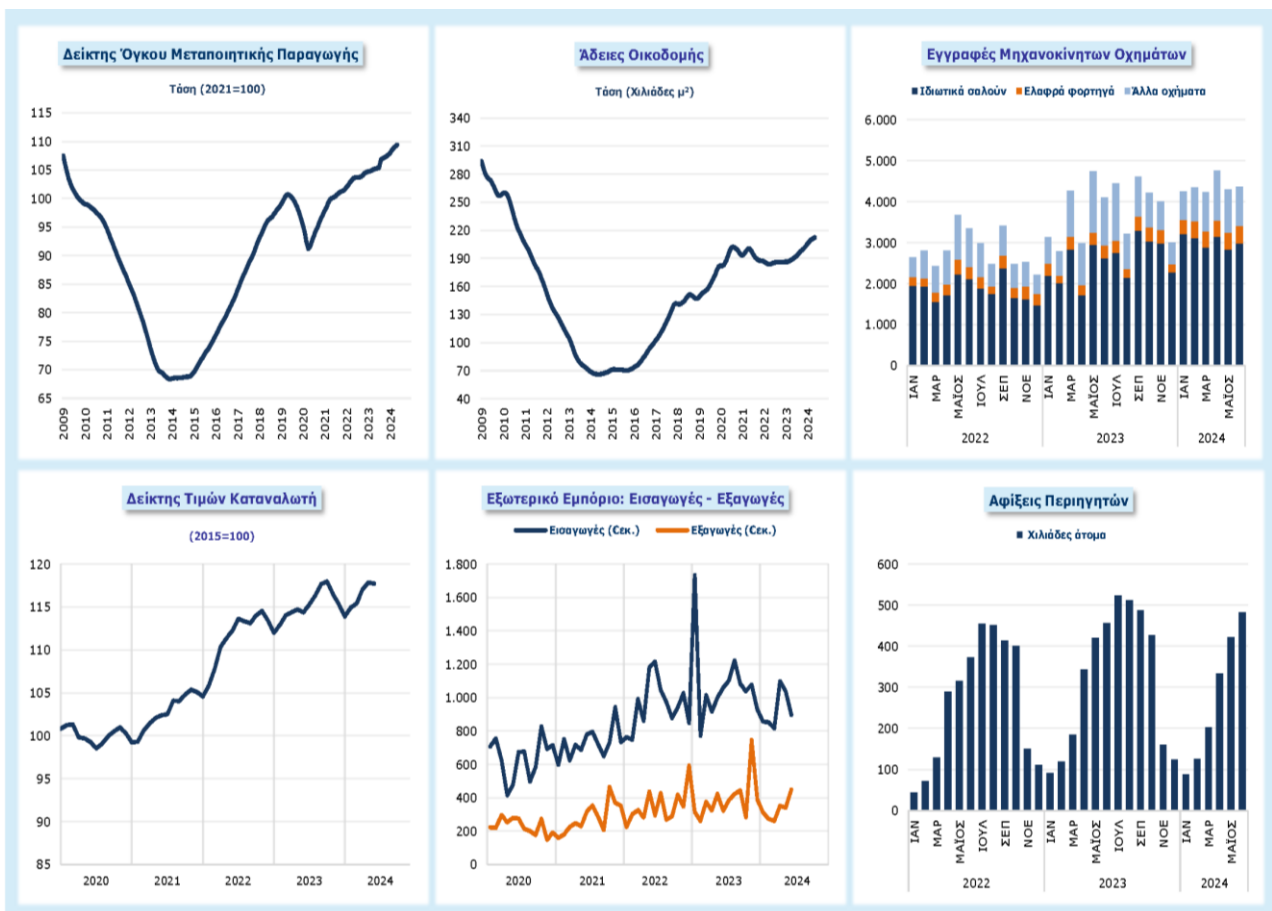 Δείκτης Όγκου Μεταποιητικής Παραγωγής
Τάση (2021=100)
115
110
105
100
95
90
85
80
75
70
65
2009
2010
2011
2012
2013
2014
2015
2016
2017
2018
2019
2020
2021
2022
2023
2024
Άδειες Οικοδομής
Τάση (Χιλιάδες μ²)
340
310
280
250
220
190
160
130
100
70
40
2009
2010
2011
2012
2013
2014
2015
2016
2017
2018
2019
2020
2021
2022
2023
2024
Εγγραφές Μηχανοκίνητων Οχημάτων
Ιδιωτικά σαλούν Ελαφρά φορτηγά Άλλα οχήματα
6.000
5.000
4.000
3.000
2.000
1.000
0
ΙΑΝ
ΜΑΡ
ΜΑΪΟΣ
ΙΟΥΛ
ΣΕΠ
ΝΟΕ
ΙΑΝ
ΜΑΡ
ΜΑΪΟΣ
ΙΟΥΛ
ΣΕΠ
ΝΟΕ
ΙΑΝ
ΜΑΡ
ΜΑΪΟΣ
2022 2023 2024
Δείκτης Τιμών Καταναλωτή
(2015=100)
120
115
110
105
100
95
90
85
2020 2021 2022 2023 2024
Εξωτερικό Εμπόριο: Εισαγωγές - Εξαγωγές
Εισαγωγές (€εκ.) Εξαγωγές (€εκ.)
1.800
1.600
1.400
1.200
1.000
800
600
400
200
0
2020 2021 2022 2023 2024
Αφίξεις Περιηγητών
Χιλιάδες άτομα
600
500
400
300
200
100
0
ΙΑΝ
ΜΑΡ
ΜΑΪΟΣ
ΙΟΥΛ
ΣΕΠ
ΝΟΕ
ΙΑΝ
ΜΑΡ
ΜΑΪΟΣ
ΙΟΥΛ
ΣΕΠ
ΝΟΕ
ΙΑΝ
ΜΑΡ
ΜΑΪΟΣ
2022 2023 2024